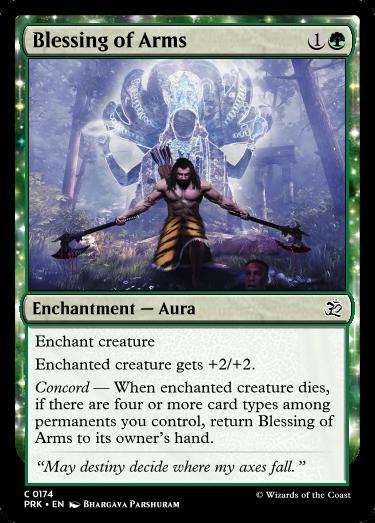 Blessing of Arms 1
Enchantment — Aura
Enchant creature
Enchanted creature gets +2/+2.
Concord — When enchanted creature dies,
if there are four or more card types among
permanents you control, return Blessing of
Arms to its owner's hand.
"May destiny decide where my axes fall."
C 0174
PRK • EN Bhargava Parshuram
© Wizards of the Coast